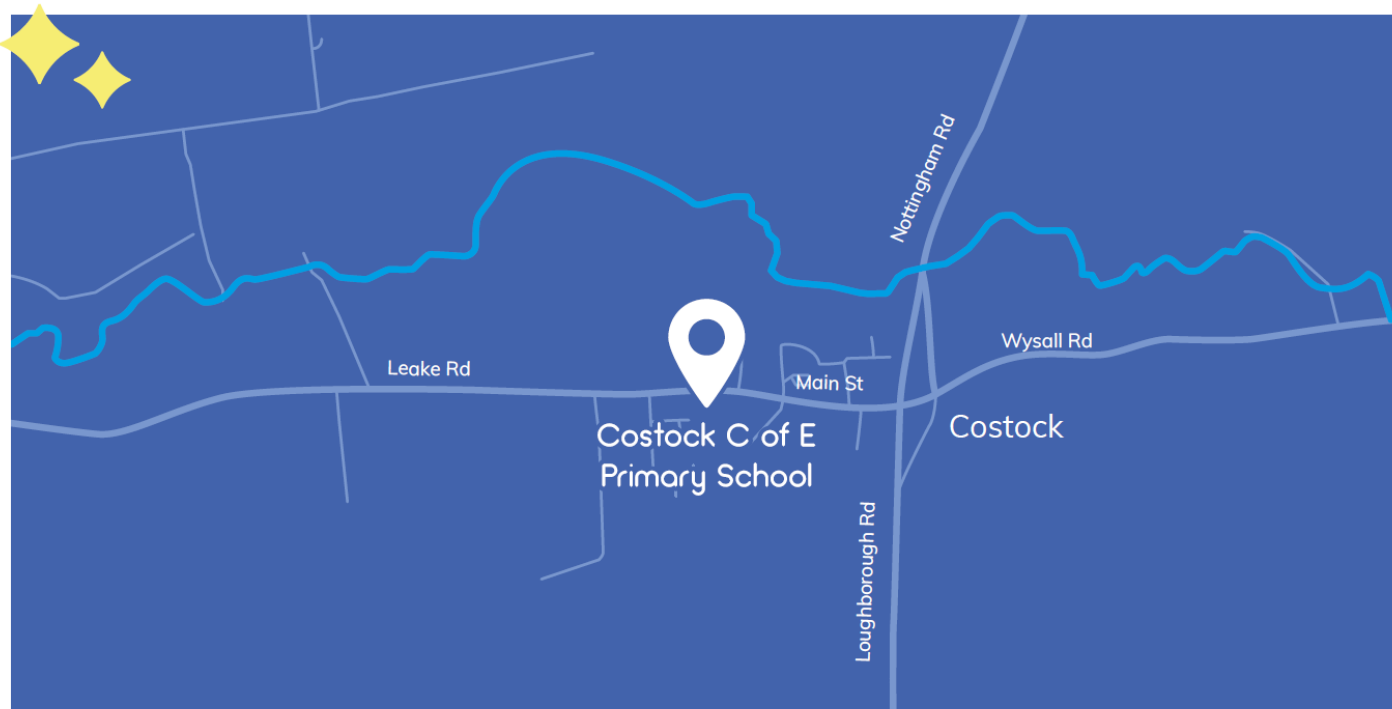 Nottingham Rd
Wysall Rd
Leake Rd
Main St
Costock
Costock C of E
Primary School
Loughborough Rd